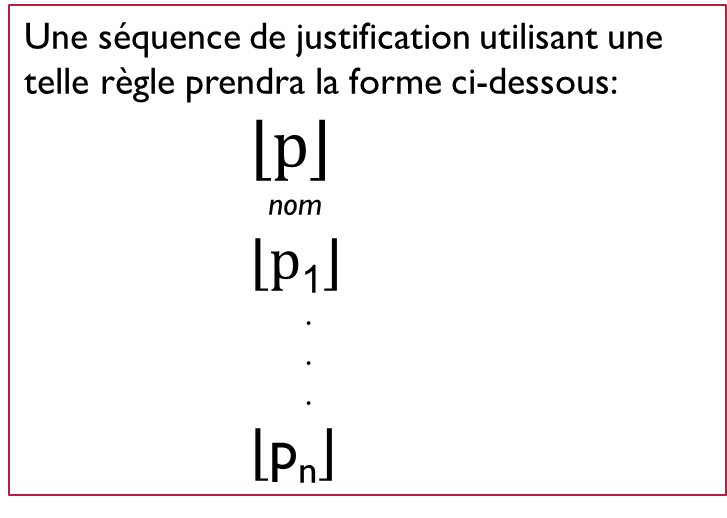 Une séquence de justification utilisant une
telle règle prendra la forme ci-dessous:
⌊p⌋
nom
⌊p₁⌋
.
.
.
⌊pₙ⌋